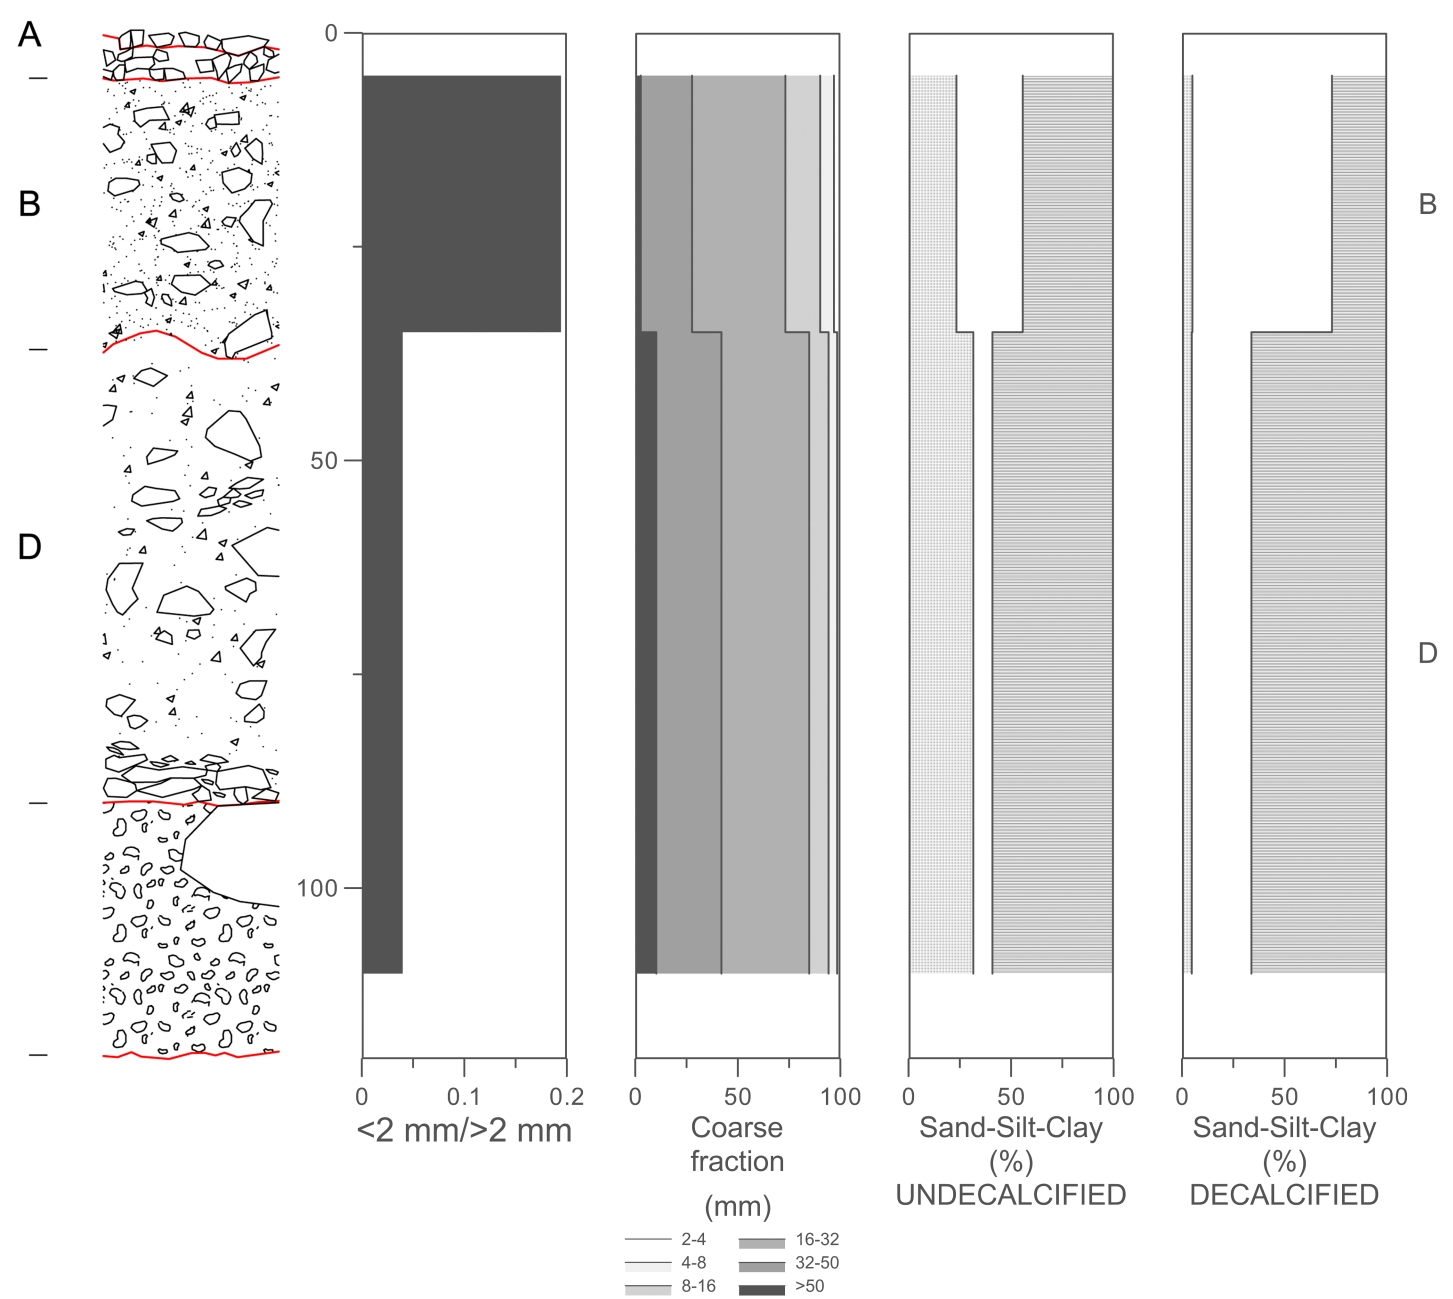 A
B
D
0
50
100
B
D
0 0.1 0.2
<2 mm/>2 mm
0 50 100
Coarse
fraction
(mm)
2-4 16-32
4-8 32-50
8-16 >50
0 50 100
Sand-Silt-Clay
(%)
UNDECALCIFIED
0 50 100
Sand-Silt-Clay
(%)
DECALCIFIED